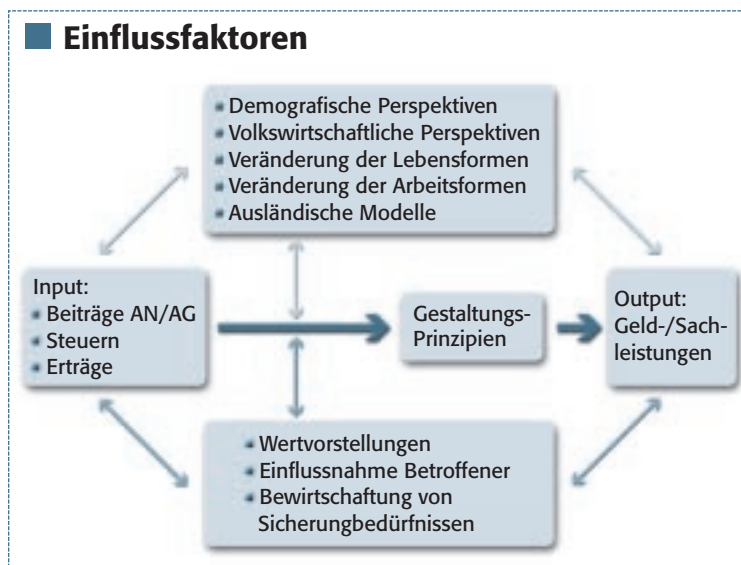 Einflussfaktoren
Demografische Perspektiven
Volkswirtschaftliche Perspektiven
Veränderung der Lebensformen
Veränderung der Arbeitsformen
Ausländische Modelle
Input:
Beiträge AN/AG
Steuern
Erträge
Gestaltungs-
Prinzipien
Output:
Geld-/Sach-
leistungen
Wertvorstellungen
Einflussnahme Betroffener
Bewirtschaftung von
Sicherungbedürfnissen